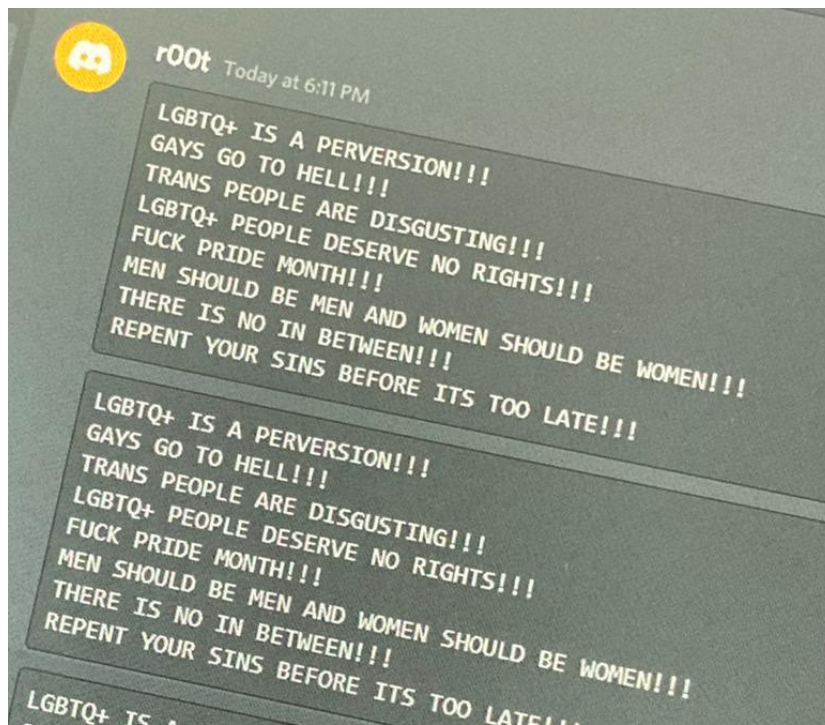 r00t Today at 6:11 PM
LGBTQ+ IS A PERVERSION!!!
GAYS GO TO HELL!!!
TRANS PEOPLE ARE DISGUSTING!!!
LGBTQ+ PEOPLE DESERVE NO RIGHTS!!!
FUCK PRIDE MONTH!!!
MEN SHOULD BE MEN AND WOMEN SHOULD BE WOMEN!!!
THERE IS NO IN BETWEEN!!!
REPENT YOUR SINS BEFORE ITS TOO LATE!!!
LGBTQ+ IS A PERVERSION!!!
GAYS GO TO HELL!!!
TRANS PEOPLE ARE DISGUSTING!!!
LGBTQ+ PEOPLE DESERVE NO RIGHTS!!!
FUCK PRIDE MONTH!!!
MEN SHOULD BE MEN AND WOMEN SHOULD BE WOMEN!!!
THERE IS NO IN BETWEEN!!!
REPENT YOUR SINS BEFORE ITS TOO LATE!!!
LGBTQ+ IS A